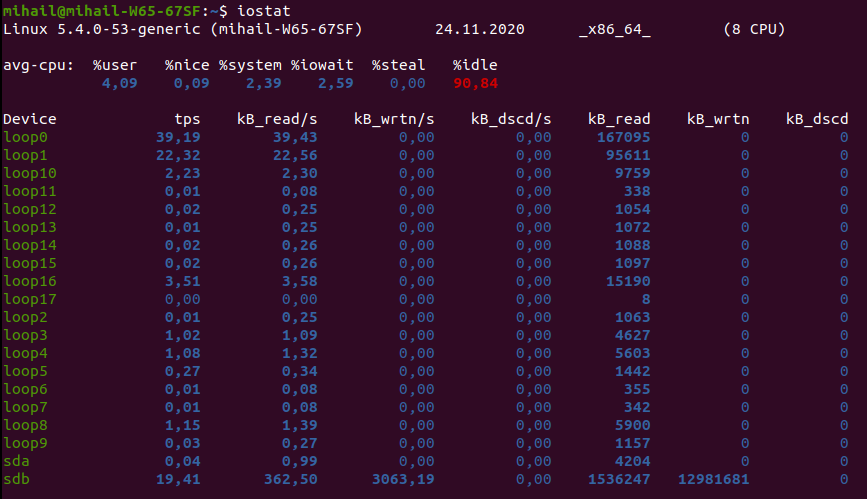 mihail@mihail-W65-67SF:~$ iostat
Linux 5.4.0-53-generic (mihail-W65-67SF) 24.11.2020 _x86_64_ (8 CPU)
avg-cpu: %user %nice %system %iowait %steal %idle
4,09 0,09 2,39 2,59 0,00 90,84
Device tps kB_read/s kB_wrtn/s kB_dscd/s kB_read kB_wrtn kB_dscd
loop0 39,19 39,43 0,00 0,00 167095 0 0
loop1 22,32 22,56 0,00 0,00 95611 0 0
loop10 2,23 2,30 0,00 0,00 9759 0 0
loop11 0,01 0,08 0,00 0,00 338 0 0
loop12 0,02 0,25 0,00 0,00 1054 0 0
loop13 0,01 0,25 0,00 0,00 1072 0 0
loop14 0,02 0,26 0,00 0,00 1088 0 0
loop15 0,02 0,26 0,00 0,00 1097 0 0
loop16 3,51 3,58 0,00 0,00 15190 0 0
loop17 0,00 0,00 0,00 0,00 8 0 0
loop2 0,01 0,25 0,00 0,00 1063 0 0
loop3 1,02 1,09 0,00 0,00 4627 0 0
loop4 1,08 1,32 0,00 0,00 5603 0 0
loop5 0,27 0,34 0,00 0,00 1442 0 0
loop6 0,01 0,08 0,00 0,00 355 0 0
loop7 0,01 0,08 0,00 0,00 342 0 0
loop8 1,15 1,39 0,00 0,00 5900 0 0
loop9 0,03 0,27 0,00 0,00 1157 0 0
sda 0,04 0,99 0,00 0,00 4204 0 0
sdb 19,41 362,50 3063,19 0,00 1536247 12981681 0